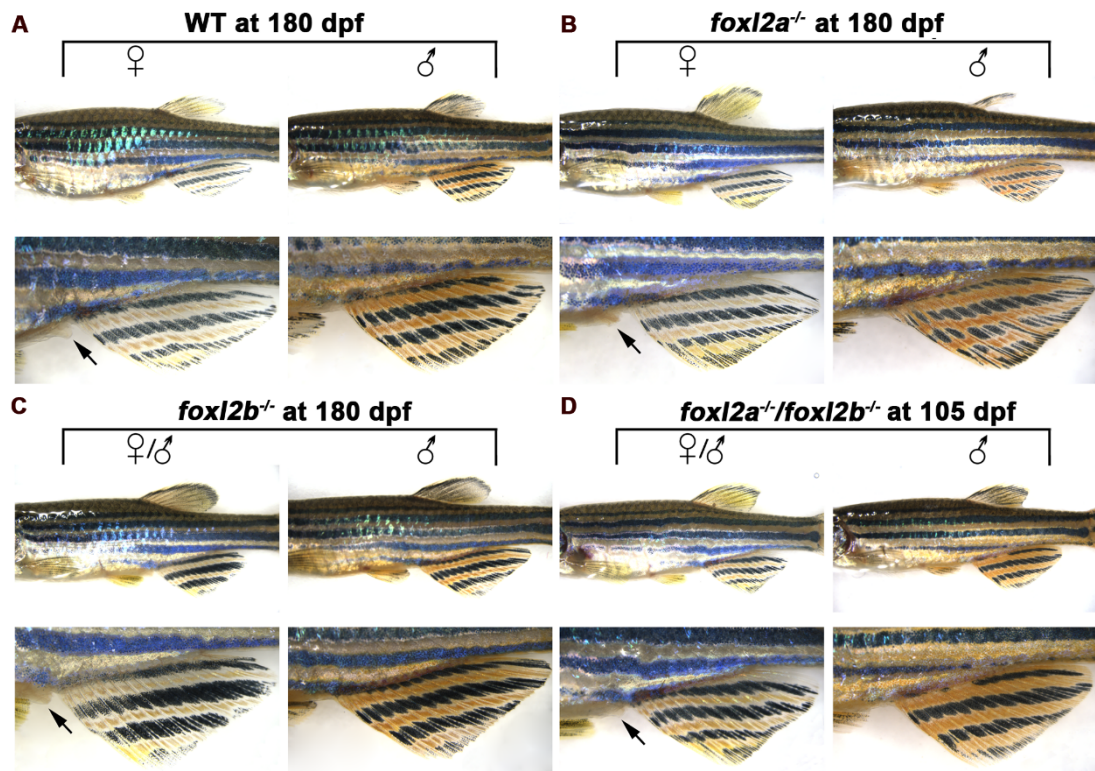 A
WT at 180 dpf
♀ ♂
B
foxl2a-/- at 180 dpf
♀ ♂
C
foxl2b-/- at 180 dpf
♀/♂ ♂
D
foxl2a-/-/foxl2b-/- at 105 dpf
♀/♂ ♂